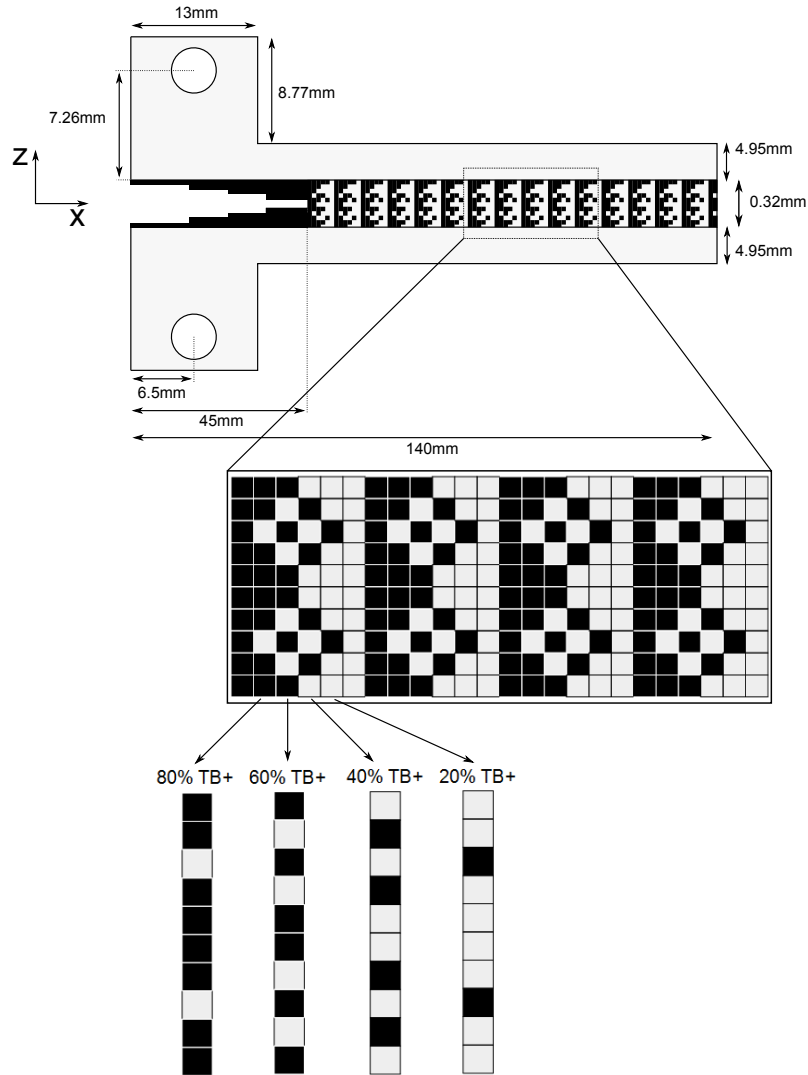 13mm
8.77mm
7.26mm
Z
X
4.95mm
0.32mm
4.95mm
6.5mm
45mm
140mm
80% TB+ 60% TB+ 40% TB+ 20% TB+